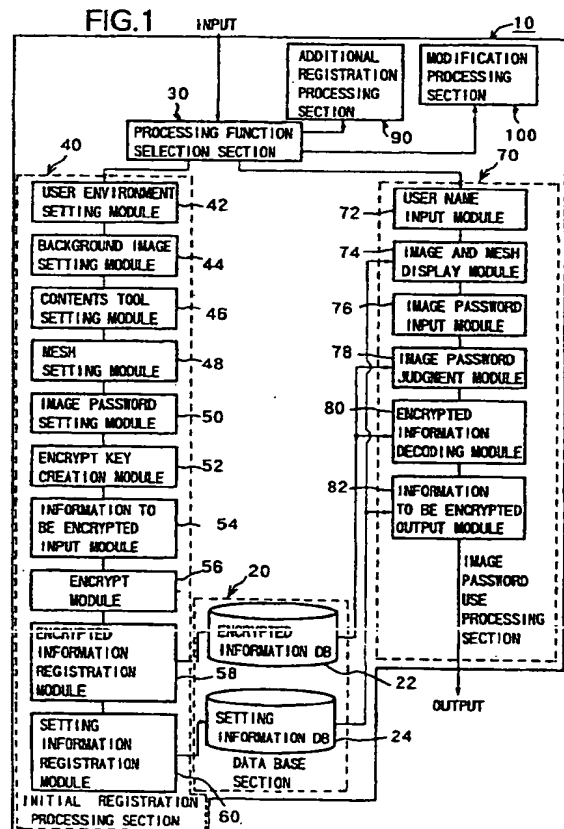 FIG.1
INPUT
10
ADDITIONAL
REGISTRATION
PROCESSING
SECTION
90
MODIFICATION
PROCESSING
SECTION
100
30
PROCESSING FUNCTION
SELECTION SECTION
40
USER ENVIRONMENT
SETTING MODULE
42
BACKGROUND IMAGE
SETTING MODULE
44
CONTENTS TOOL
SETTING MODULE
46
MESH
SETTING MODULE
48
IMAGE PASSWORD
SETTING MODULE
50
ENCRYPT KEY
CREATION MODULE
52
INFORMATION TO
BE ENCRYPTED
INPUT MODULE
54
ENCRYPT
MODULE
56
ENCRYPTED
INFORMATION
REGISTRATION
MODULE
58
SETTING
INFORMATION
REGISTRATION
MODULE
60
INITIAL REGISTRATION
PROCESSING SECTION
20
ENCRYPTED
INFORMATION DB
22
SETTING
INFORMATION DB
24
DATA BASE
SECTION
70
72
USER NAME
INPUT MODULE
74
IMAGE AND MESH
DISPLAY MODULE
76
IMAGE PASSWORD
INPUT MODULE
78
IMAGE PASSWORD
JUDGMENT MODULE
80
ENCRYPTED
INFORMATION
DECODING MODULE
82
INFORMATION
TO BE ENCRYPTED
OUTPUT MODULE
IMAGE
PASSWORD
USE
PROCESSING
SECTION
OUTPUT